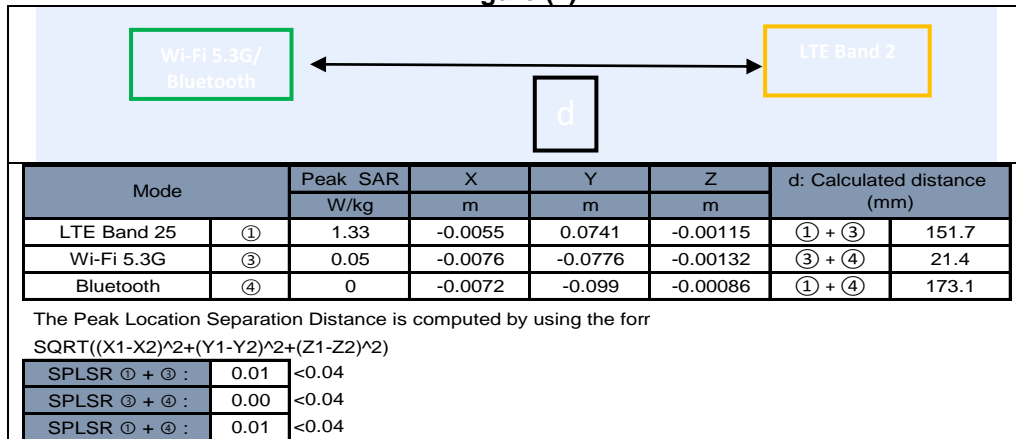 Wi-Fi 5.3G/
Bluetooth
LTE Band 2
d
Mode Peak SAR X Y Z d: Calculated distance (mm)
W/kg m m m
LTE Band 25 ① 1.33 -0.0055 0.0741 -0.00115 ① + ③ 151.7
Wi-Fi 5.3G ③ 0.05 -0.0076 -0.0776 -0.00132 ③ + ④ 21.4
Bluetooth ④ 0 -0.0072 -0.099 -0.00086 ① + ④ 173.1
The Peak Location Separation Distance is computed by using the forr
SQRT((X1-X2)^2+(Y1-Y2)^2+(Z1-Z2)^2)
SPLSR ① + ③ : 0.01 <0.04
SPLSR ③ + ④ : 0.00 <0.04
SPLSR ① + ④ : 0.01 <0.04